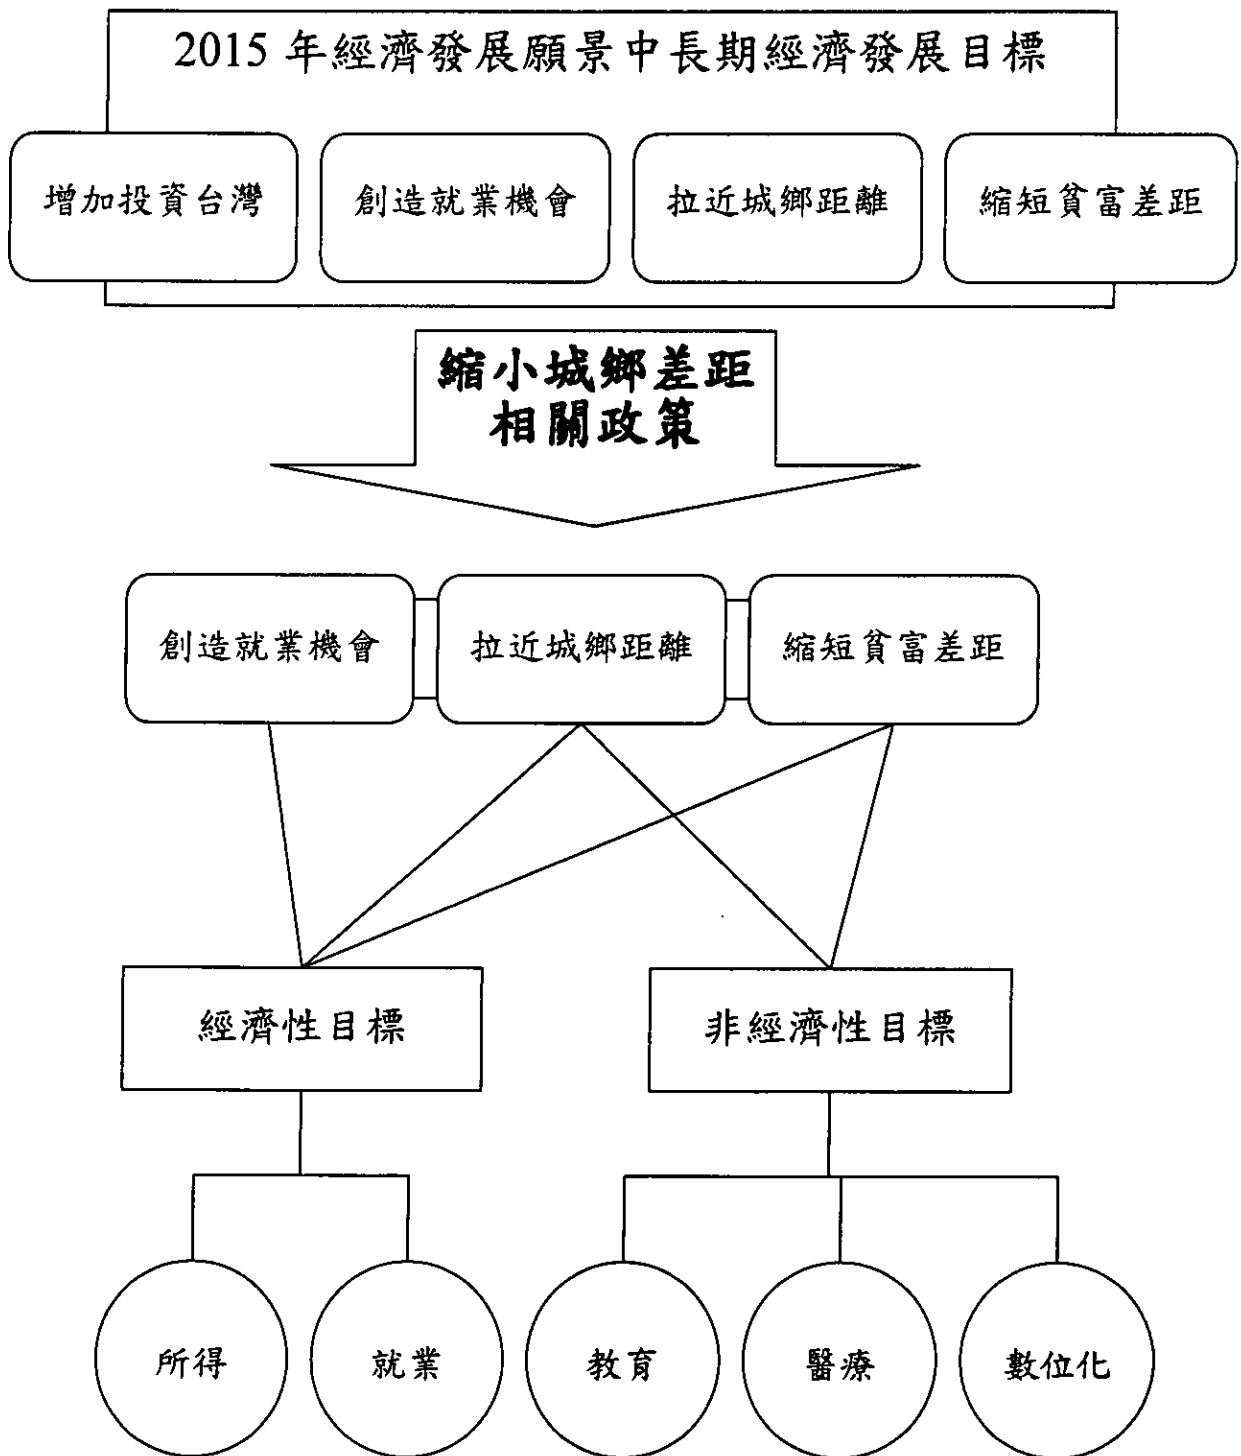 2015 年經濟發展願景中長期經濟發展目標
增加投資台灣
創造就業機會
拉近城鄉距離
縮短貧富差距
縮小城鄉差距
相關政策
創造就業機會
拉近城鄉距離
縮短貧富差距
經濟性目標
非經濟性目標
所得
就業
教育
醫療
數位化